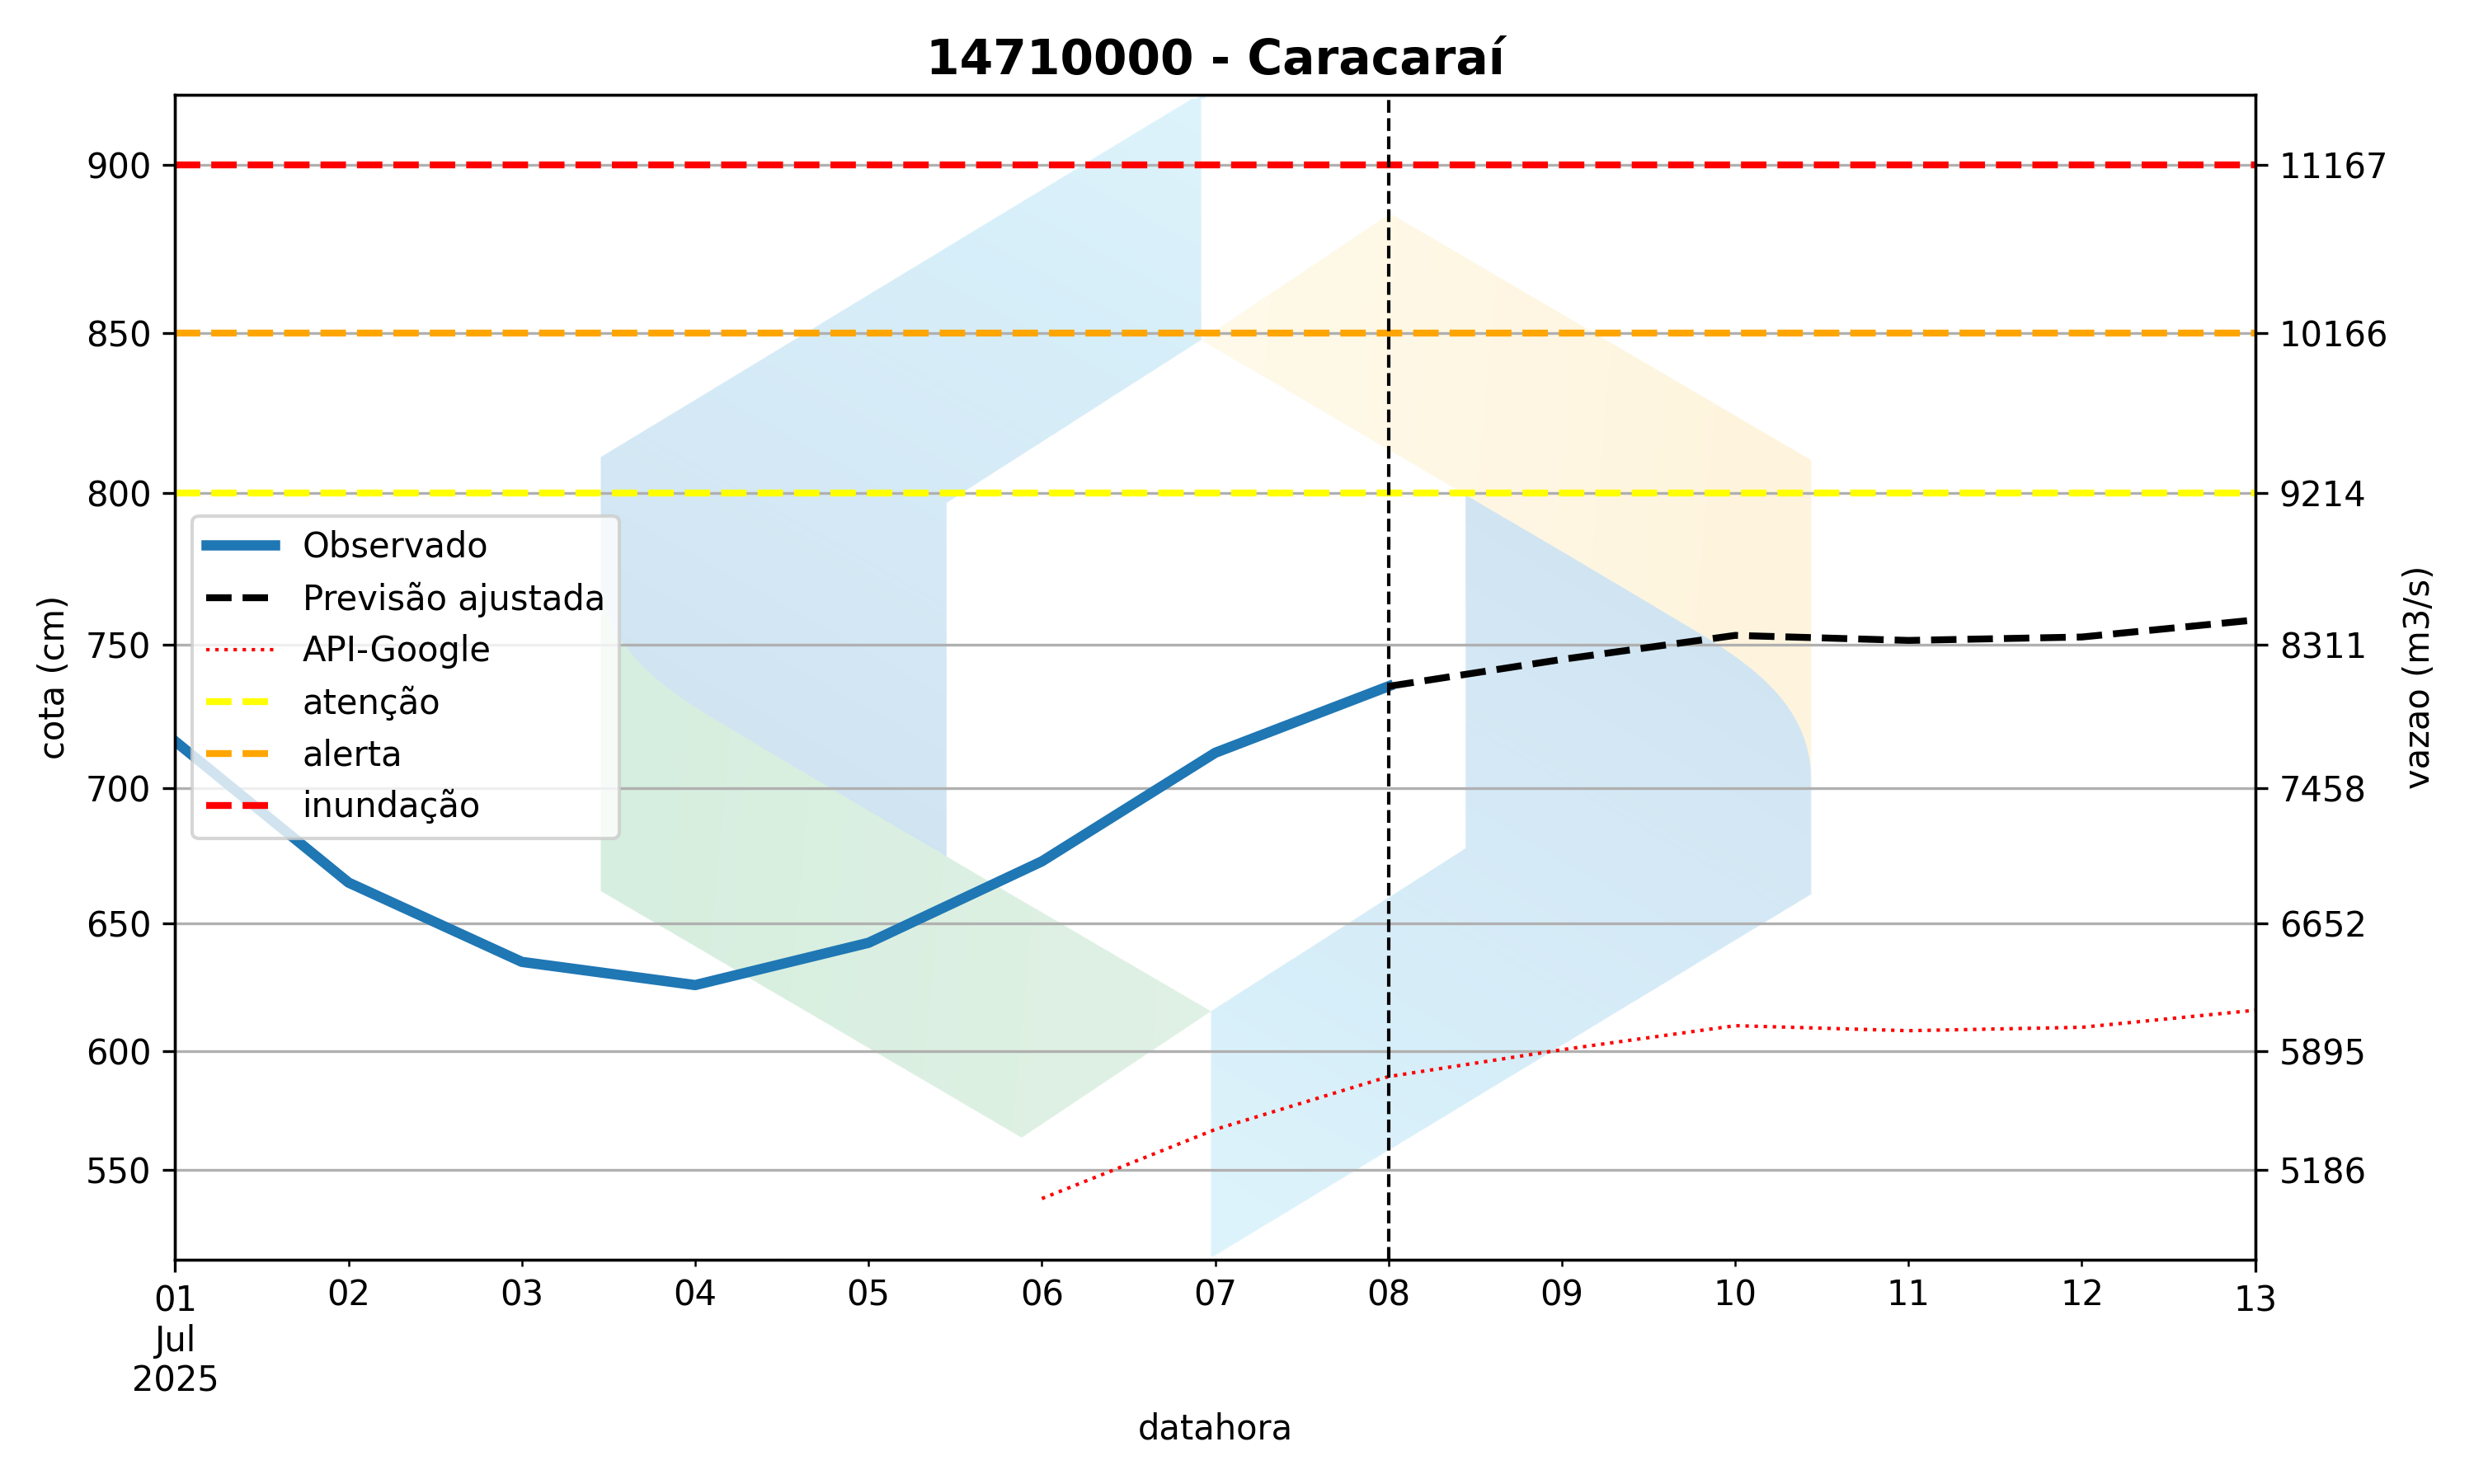 14710000 - Caracaraí
900
850
800
750
700
650
600
550
cota (cm)
Observado
Previsão ajustada
API-Google
atenção
alerta
inundação
11167
10166
9214
8311
7458
6652
5895
5186
vazao (m3/s)
01 02 03 04 05 06 07 08 09 10 11 12 13
Jul
2025
datahora